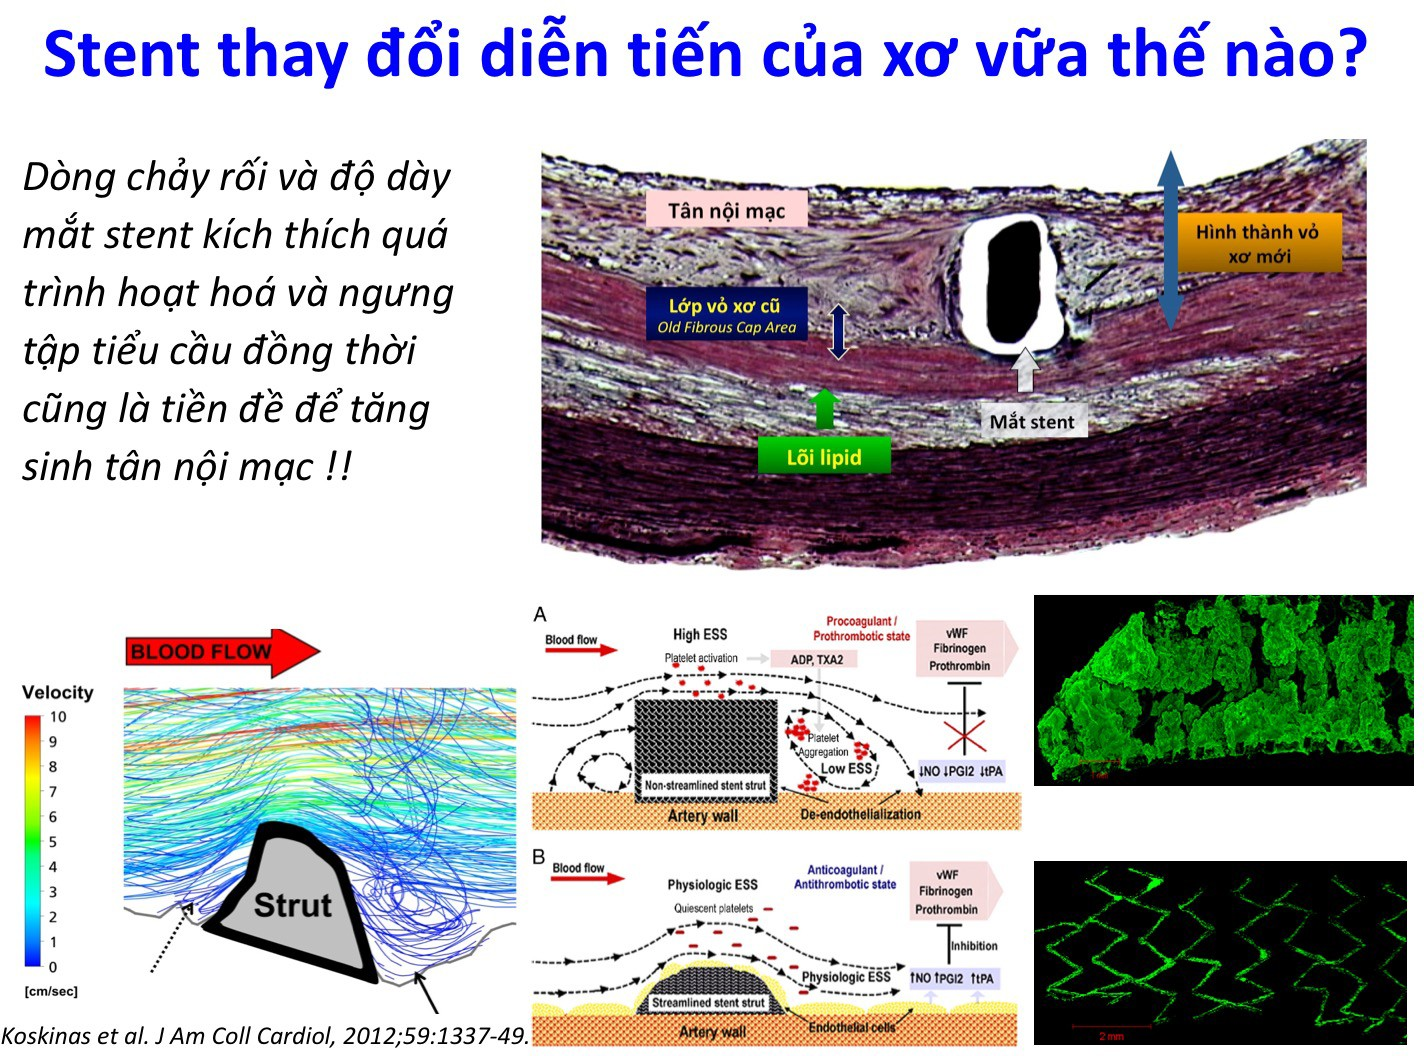 Stent thay đổi diễn tiến của xơ vữa thế nào?
Dòng chảy rối và độ dày
mắt stent kích thích quá
trình hoạt hoá và ngưng
tập tiểu cầu đồng thời
cũng là tiền đề để tăng
sinh tân nội mạc !!
Tân nội mạc
Hình thành vỏ
xơ mới
Lớp vỏ xơ cũ
Old Fibrous Cap Area
Mắt stent
Lõi lipid
BLOOD FLOW
Velocity
10
9
8
7
6
5
4
3
2
1
0
[cm/sec]
Strut
A
Blood flow
High ESS
Platelet activation
ADP, TXA2
Procoagulant /
Prothrombotic state
vWF
Fibrinogen
Prothrombin
Platelet
Aggregation
Low ESS
↓NO ↓PGI2 ↓tPA
Non-streamlined stent strut
De-endothelialization
Artery wall
B
Blood flow
Physiologic ESS
Quiescent platelets
Anticoagulant /
Antithrombotic state
vWF
Fibrinogen
Prothrombin
Inhibition
Physiologic ESS
↑NO ↑PGI2 ↑tPA
Streamlined stent strut
Endothelial cells
Artery wall
2 mm
Koskinas et al. J Am Coll Cardiol, 2012;59:1337-49.